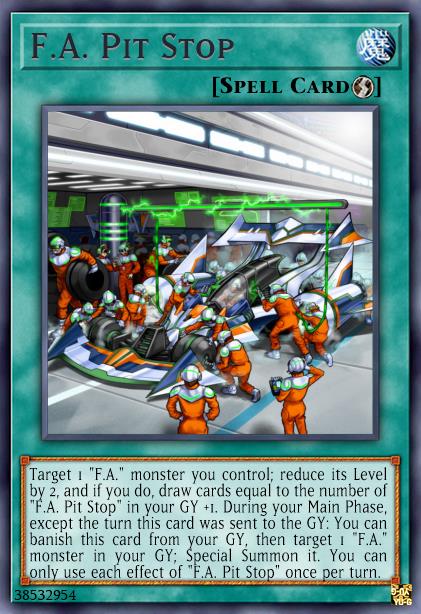 F.A. Pit Stop
魔
[Spell Card]
Target 1 "F.A." monster you control; reduce its Level
by 2, and if you do, draw cards equal to the number of
"F.A. Pit Stop" in your GY +1. During your Main Phase,
except the turn this card was sent to the GY: You can
banish this card from your GY, then target 1 "F.A."
monster in your GY; Special Summon it. You can
only use each effect of "F.A. Pit Stop" once per turn.
38532954